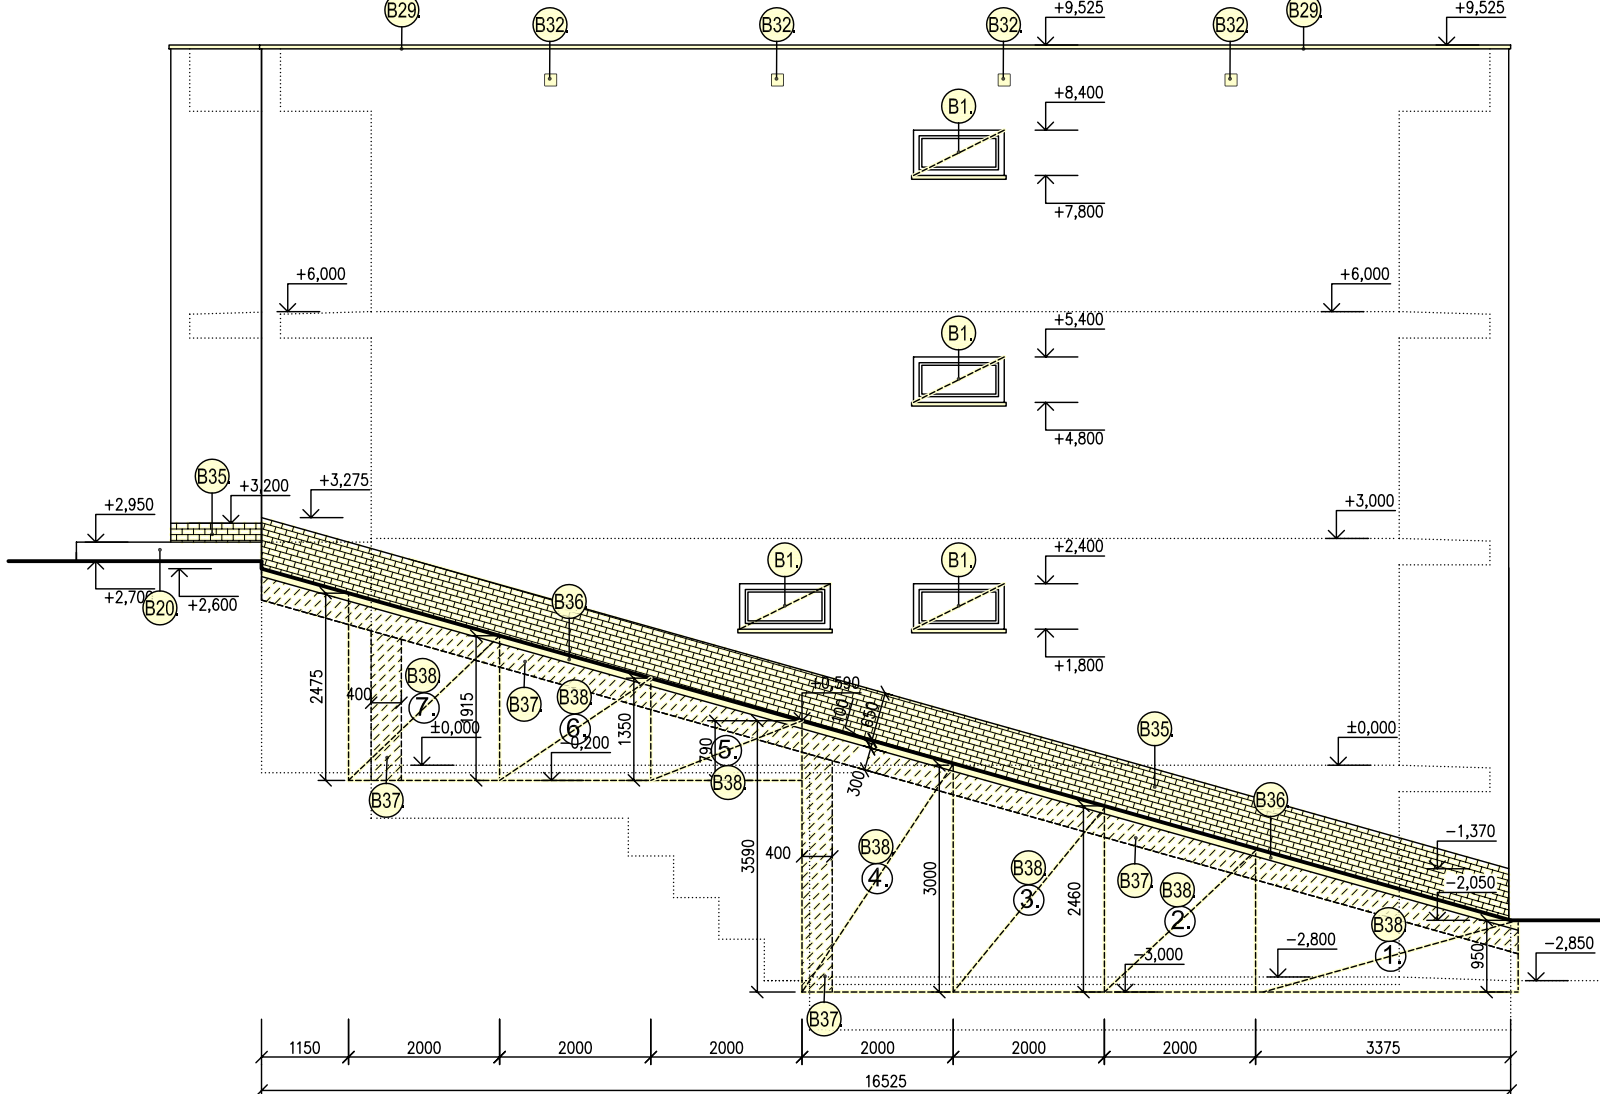 B29.
B32.
B32.
B32.
+9,525
B32.
B29.
+9,525
B1.
+8,400
+7,800
+6,000
+6,000
B1.
+5,400
+4,800
B35.
+3,200
+3,275
+2,950
+3,000
B1.
B1.
+2,400
+2,700
B20.
+2,600
B36.
+1,800
2475
400
B38.
7.
1915
B37.
B38.
6.
1350
+0,590
100
650
±0,000
-0,200
790
5.
B38.
300
B35.
±0,000
B37.
B36.
3590
400
B38.
4.
3000
B38.
3.
2460
B37.
B38.
2.
-1,370
-2,050
B38.
1.
950
-3,000
-2,800
-2,850
B37.
1150
2000
2000
2000
2000
2000
2000
3375
16525